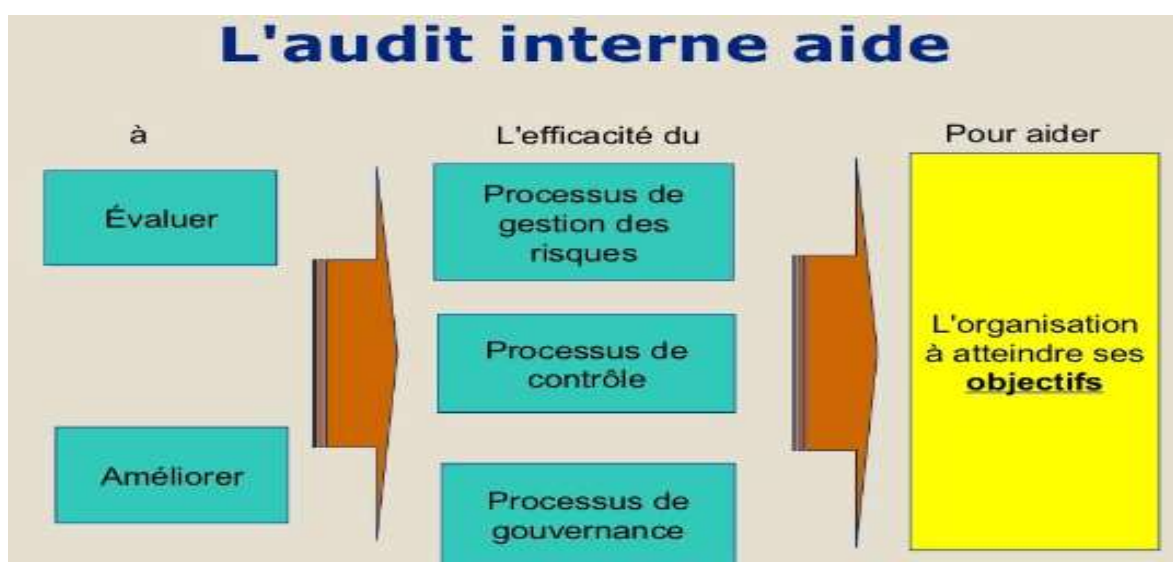 L'audit interne aide
à
Évaluer
Améliorer
L'efficacité du
Processus de
gestion des
risques
Processus de
contrôle
Processus de
gouvernance
Pour aider
L'organisation
à atteindre ses
objectifs